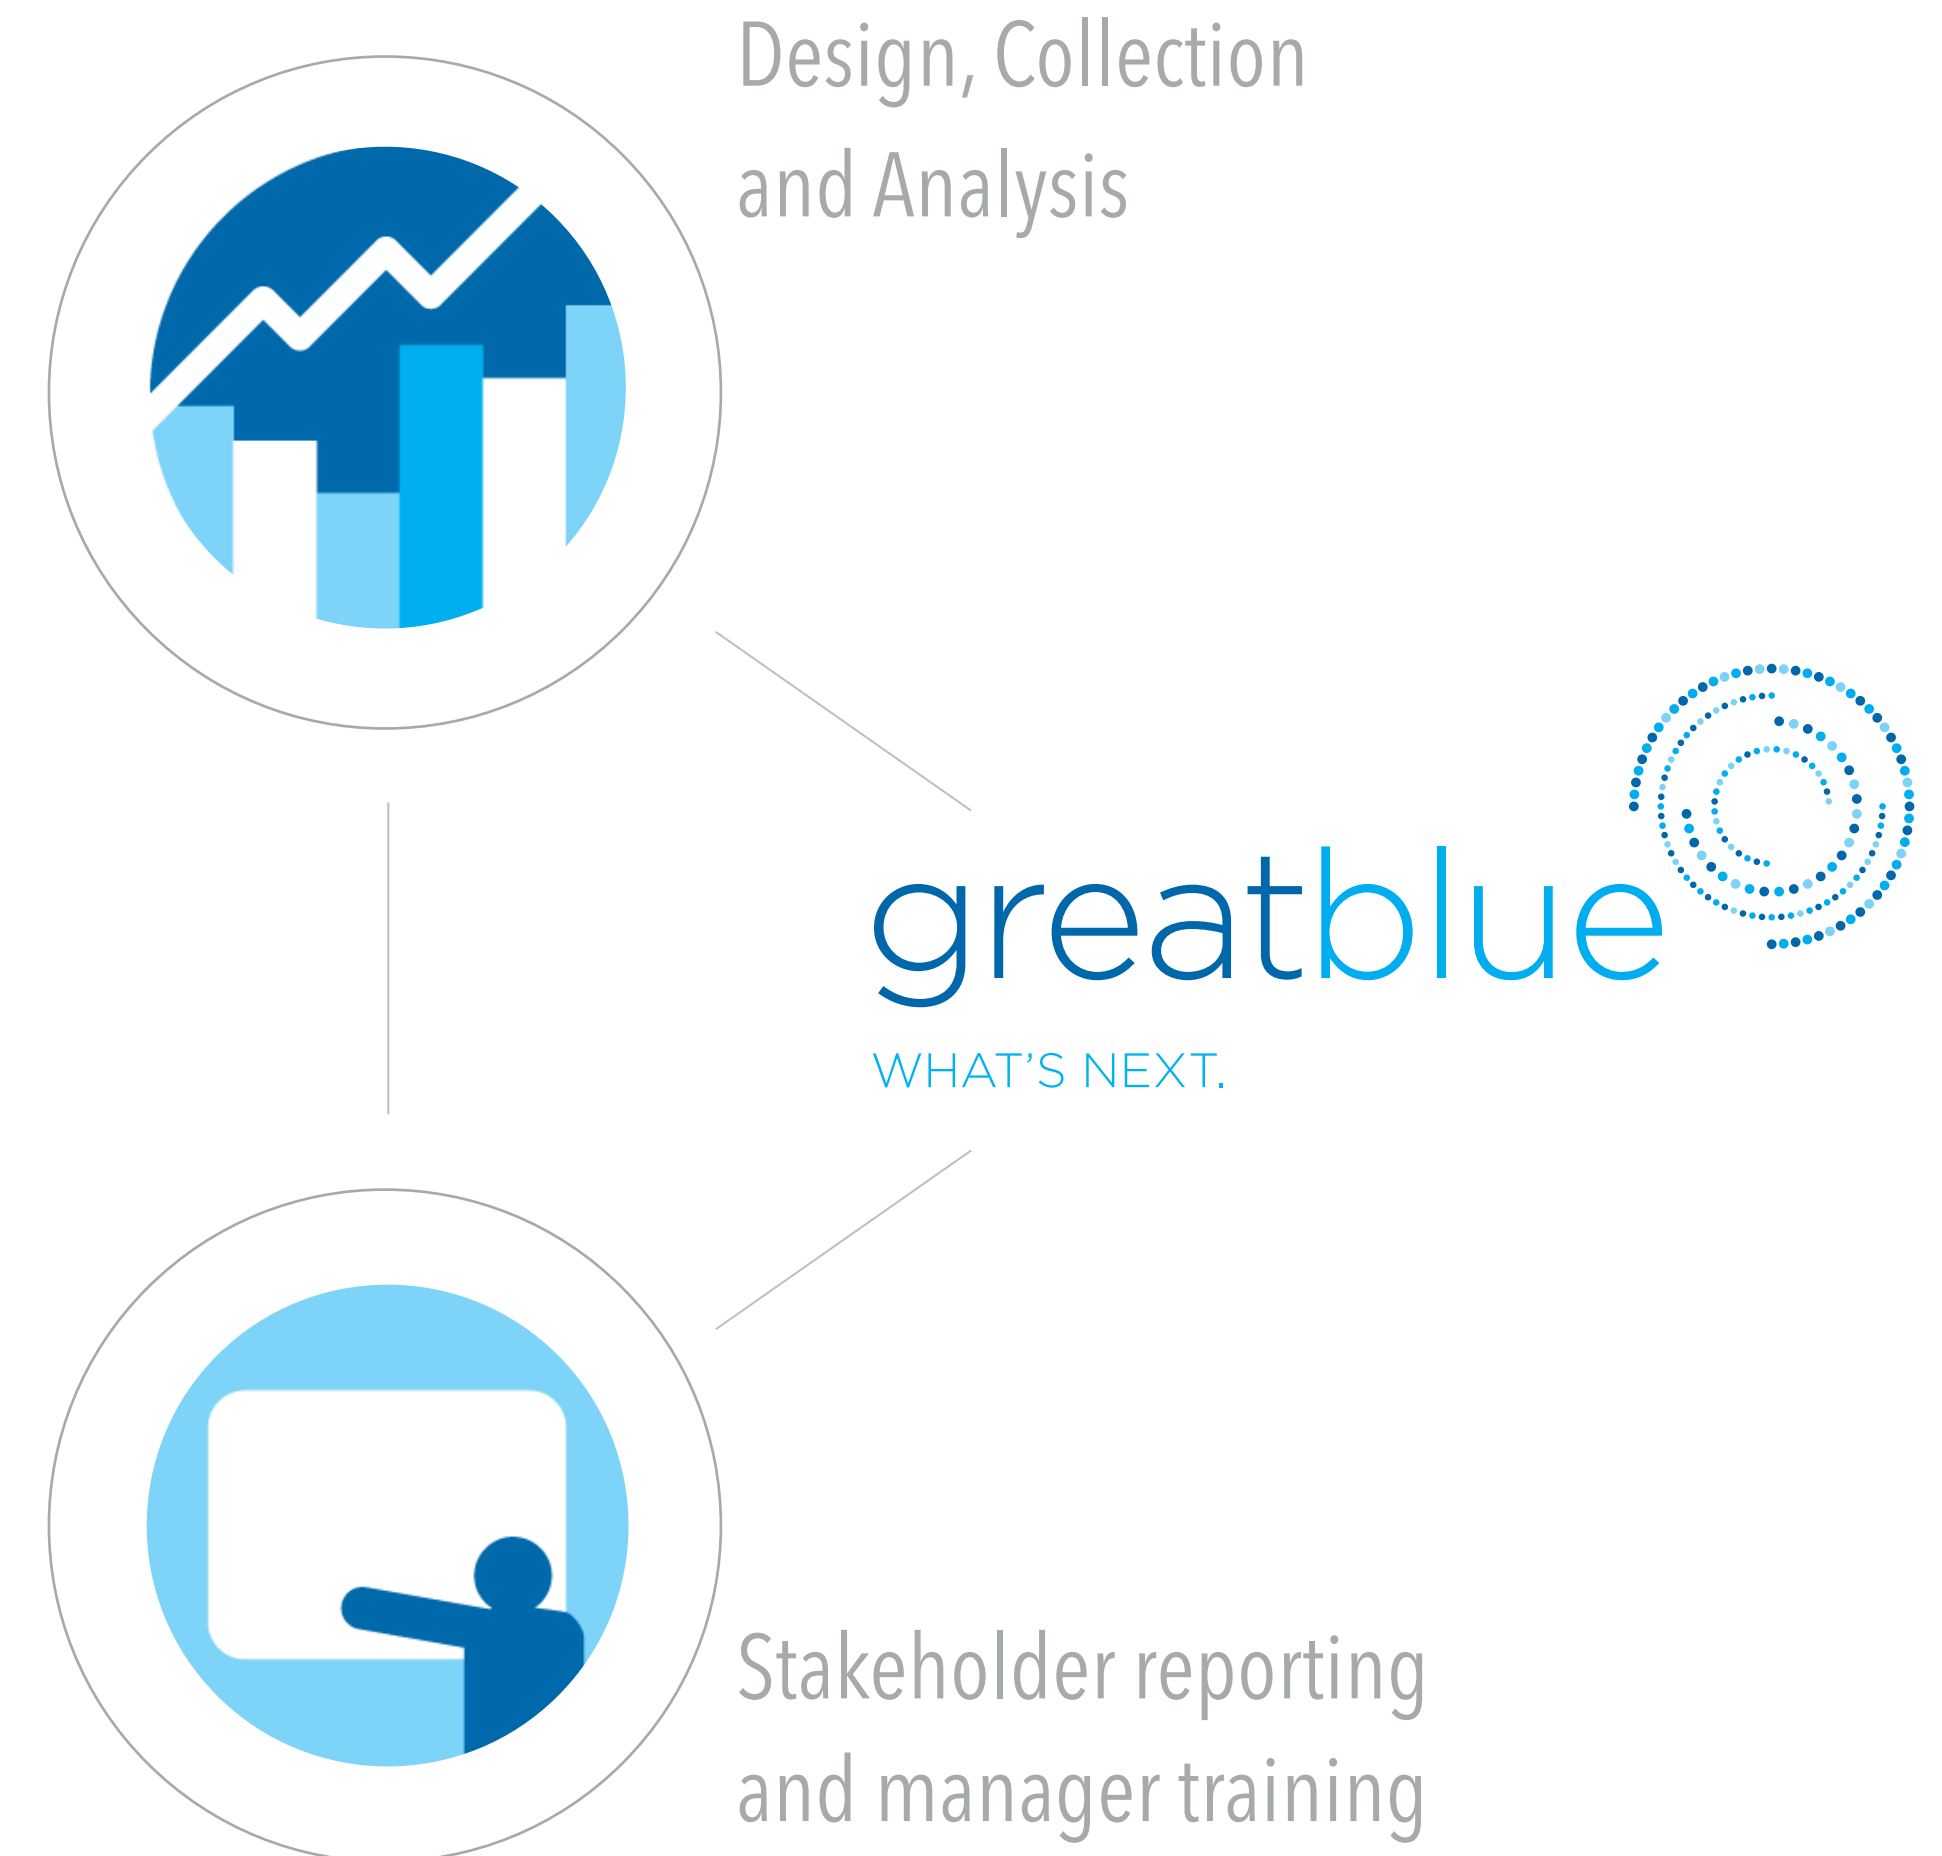 Design, Collection
and Analysis
greatblue
WHAT'S NEXT.
Stakeholder reporting
and manager training